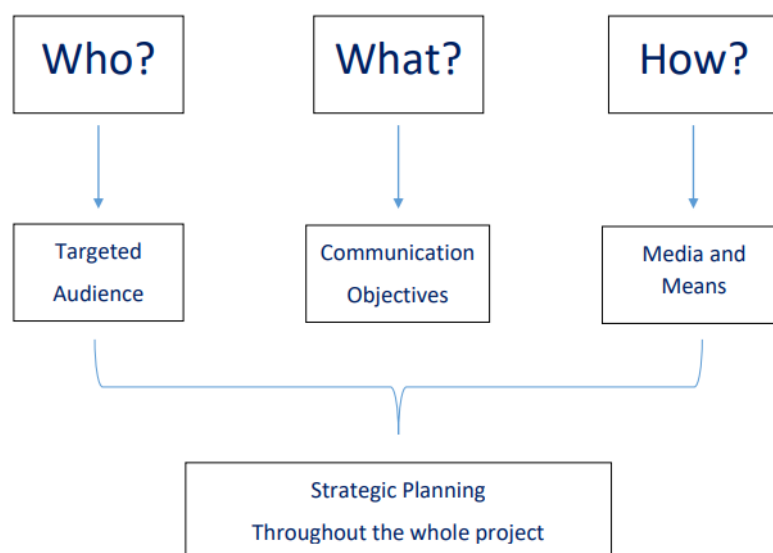 Who?
What?
How?
Targeted
Audience
Communication
Objectives
Media and
Means
Strategic Planning
Throughout the whole project